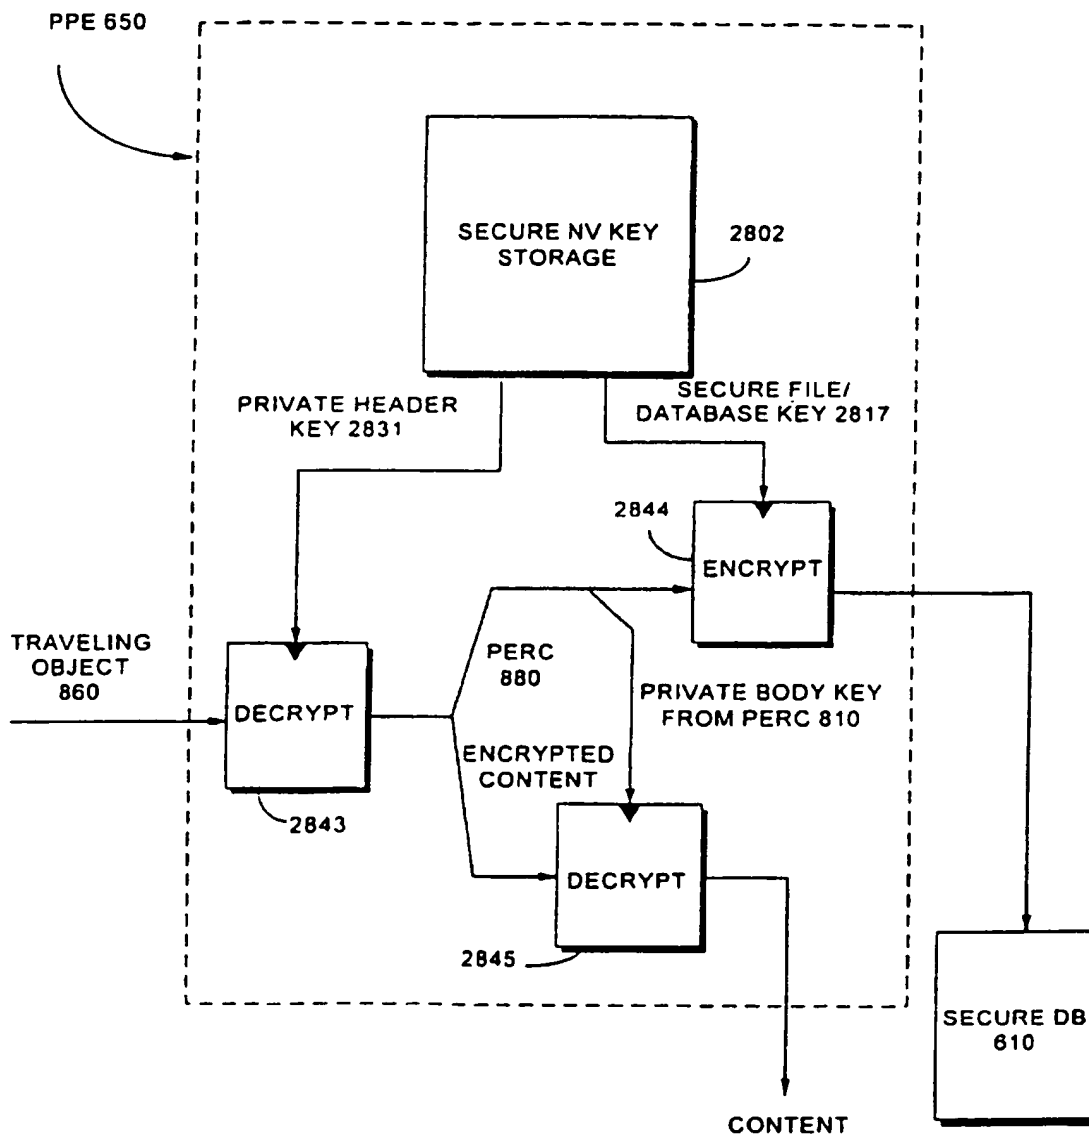 PPE 650
SECURE NV KEY
STORAGE
2802
PRIVATE HEADER
KEY 2831
SECURE FILE/
DATABASE KEY 2817
2844
ENCRYPT
TRAVELING
OBJECT
860
DECRYPT
PERC
880
PRIVATE BODY KEY
FROM PERC 810
ENCRYPTED
CONTENT
2843
DECRYPT
2845
SECURE DB
610
CONTENT